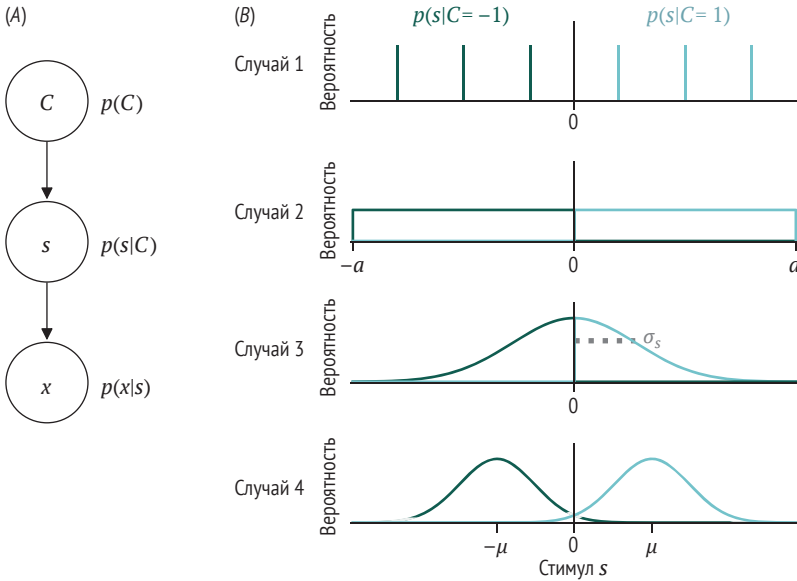 (A)
C
p(C)
s
p(s|C)
x
p(x|s)
(B)
p(s|C = −1)
p(s|C = 1)
Случай 1
Вероятность
0
Случай 2
Вероятность
−a
0
a
Случай 3
Вероятность
σs
0
Случай 4
Вероятность
−μ
0
μ
Стимул s